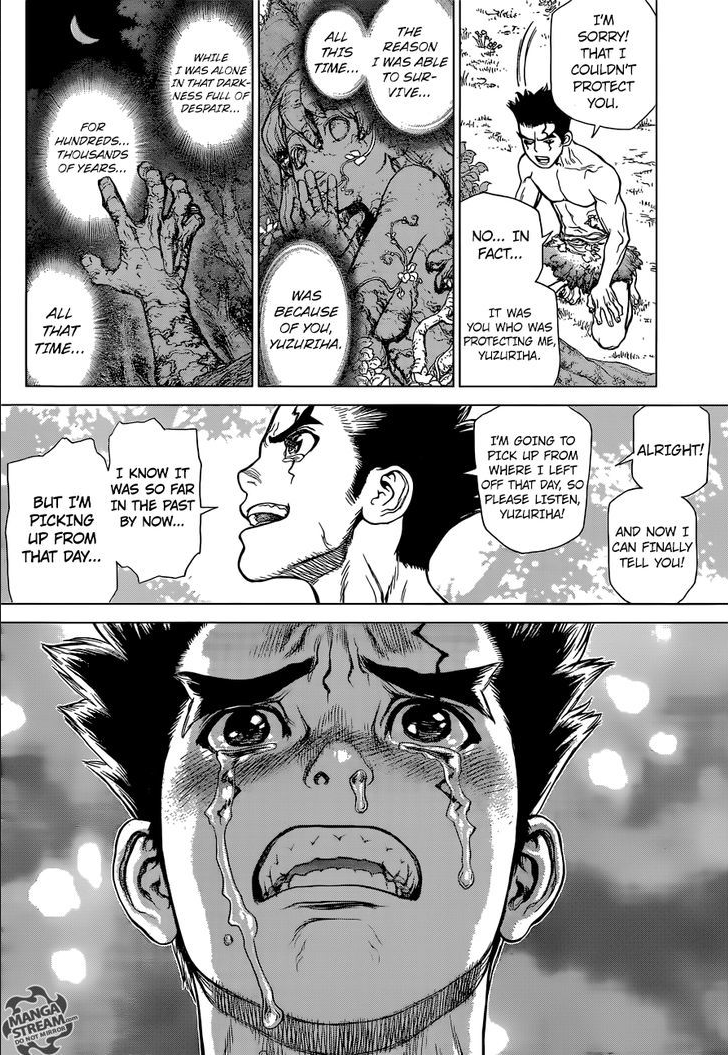 I'M
SORRY!
THAT I
COULDN'T
PROTECT
YOU.
NO... IN
FACT...
IT WAS
YOU WHO WAS
PROTECTING ME,
YUZURIHA.
THE
REASON
I WAS ABLE
TO SUR-
VIVE...
ALL
THIS
TIME...
WAS
BECAUSE
OF YOU,
YUZURIHA.
WHILE
I WAS ALONE
IN THAT DARK-
NESS FULL OF
DESPAIR...
FOR
HUNDREDS...
THOUSANDS
OF YEARS...
ALL
THAT
TIME...
ALRIGHT!
AND NOW I
CAN FINALLY
TELL YOU!
I'M GOING TO
PICK UP FROM
WHERE I LEFT
OFF THAT DAY, SO
PLEASE LISTEN,
YUZURIHA!
I KNOW IT
WAS SO FAR
IN THE PAST
BY NOW...
BUT I'M
PICKING
UP FROM
THAT DAY...
MANGA
STREAM.COM
DO NOT MIRROR